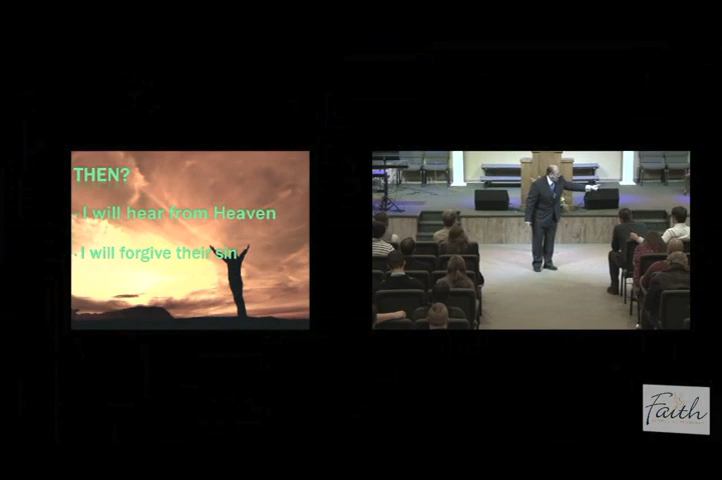 THEN?
- I will hear from Heaven
- I will forgive their sin
Faith